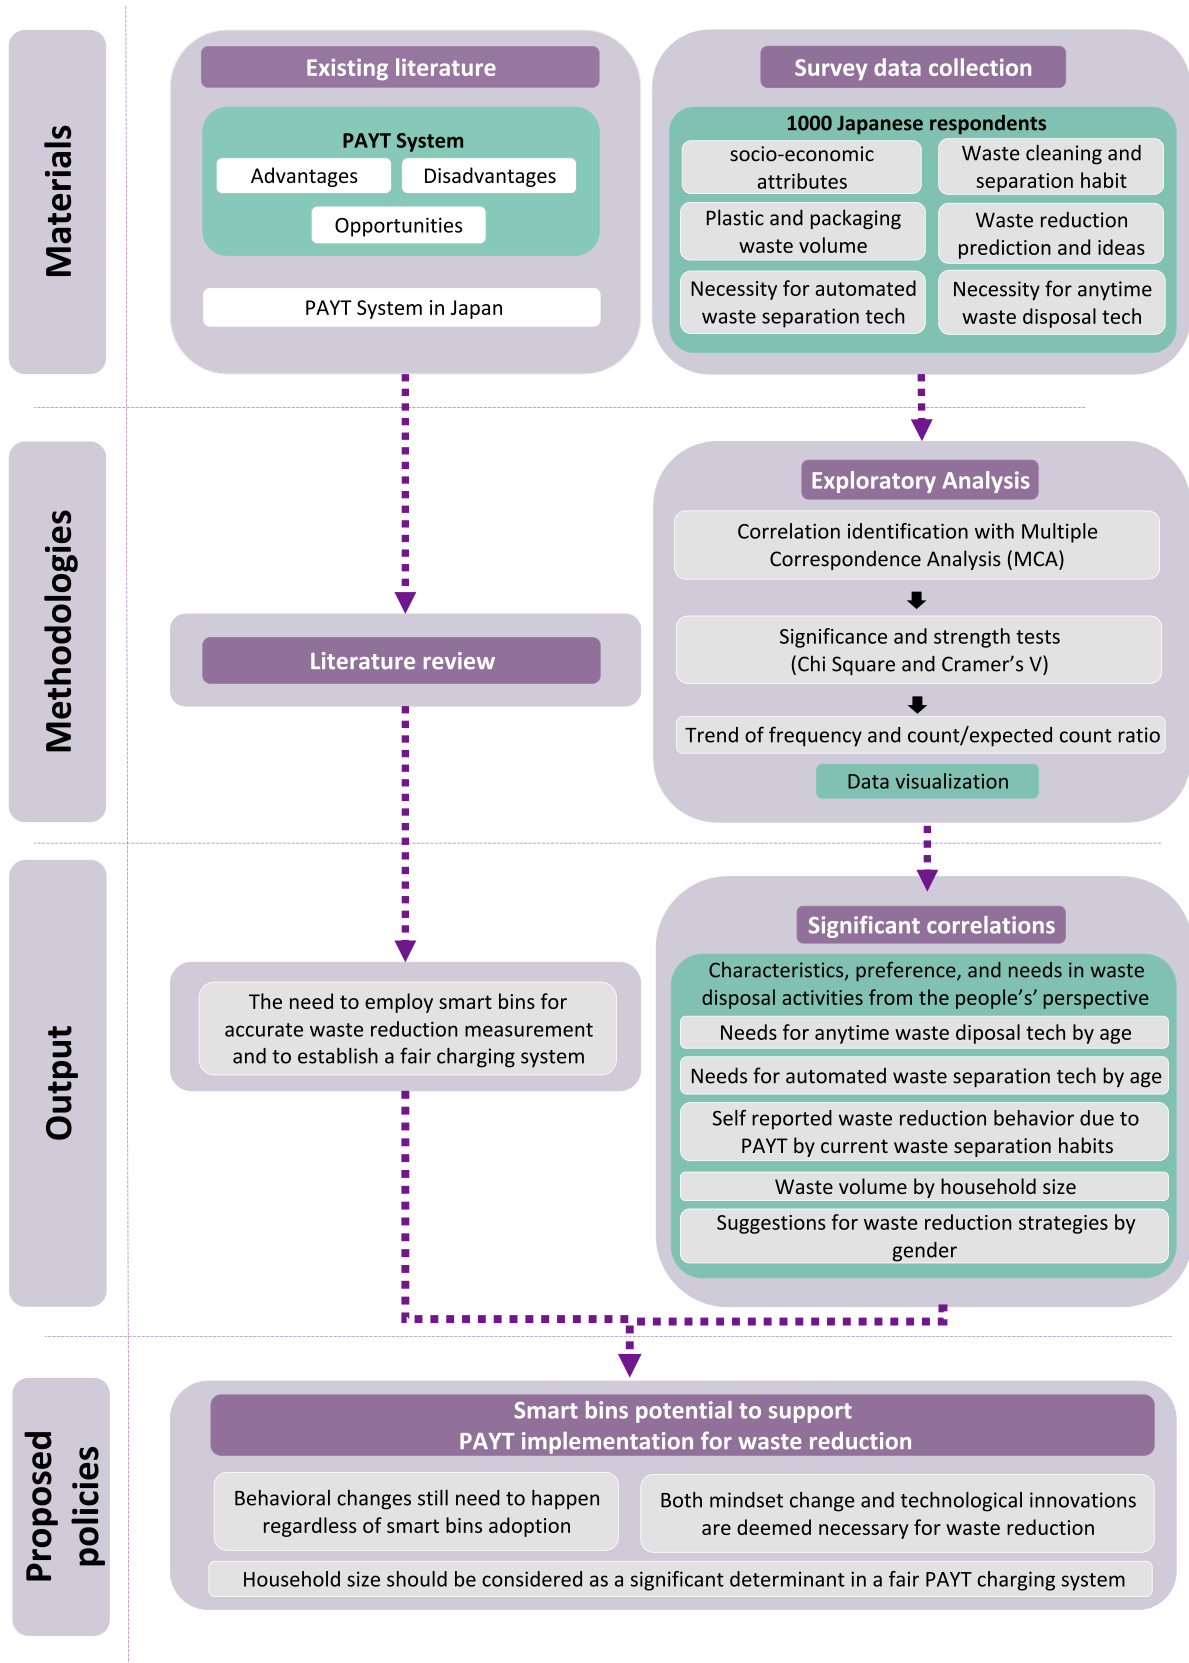 Materials
Existing literature
PAYT System
Advantages
Disadvantages
Opportunities
PAYT System in Japan
Survey data collection
1000 Japanese respondents
socio-economic
attributes
Waste cleaning and
separation habit
Plastic and packaging
waste volume
Waste reduction
prediction and ideas
Necessity for automated
waste separation tech
Necessity for anytime
waste disposal tech
Methodologies
Literature review
Exploratory Analysis
Correlation identification with Multiple
Correspondence Analysis (MCA)
Significance and strength tests
(Chi Square and Cramer’s V)
Trend of frequency and count/expected count ratio
Data visualization
Output
The need to employ smart bins for
accurate waste reduction measurement
and to establish a fair charging system
Significant correlations
Characteristics, preference, and needs in waste
disposal activities from the people’s’ perspective
Needs for anytime waste diposal tech by age
Needs for automated waste separation tech by age
Self reported waste reduction behavior due to
PAYT by current waste separation habits
Waste volume by household size
Suggestions for waste reduction strategies by
gender
Proposed
policies
Smart bins potential to support
PAYT implementation for waste reduction
Behavioral changes still need to happen
regardless of smart bins adoption
Both mindset change and technological innovations
are deemed necessary for waste reduction
Household size should be considered as a significant determinant in a fair PAYT charging system